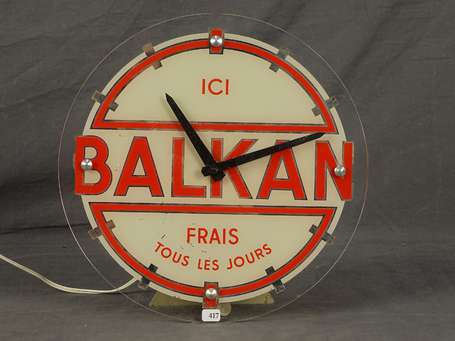 ICI
BALKAN
FRAIS
TOUS LES JOURS
417